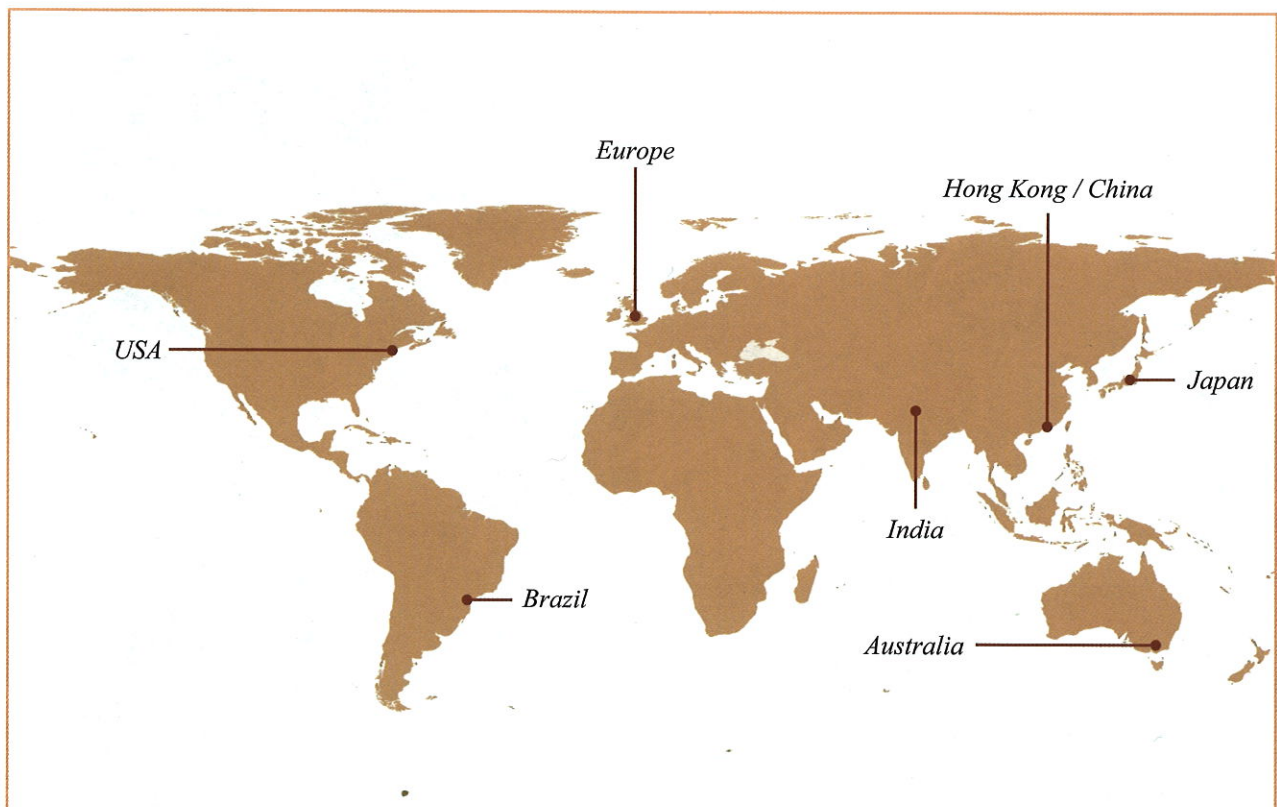 Europe
Hong Kong / China
USA
Japan
India
Brazil
Australia